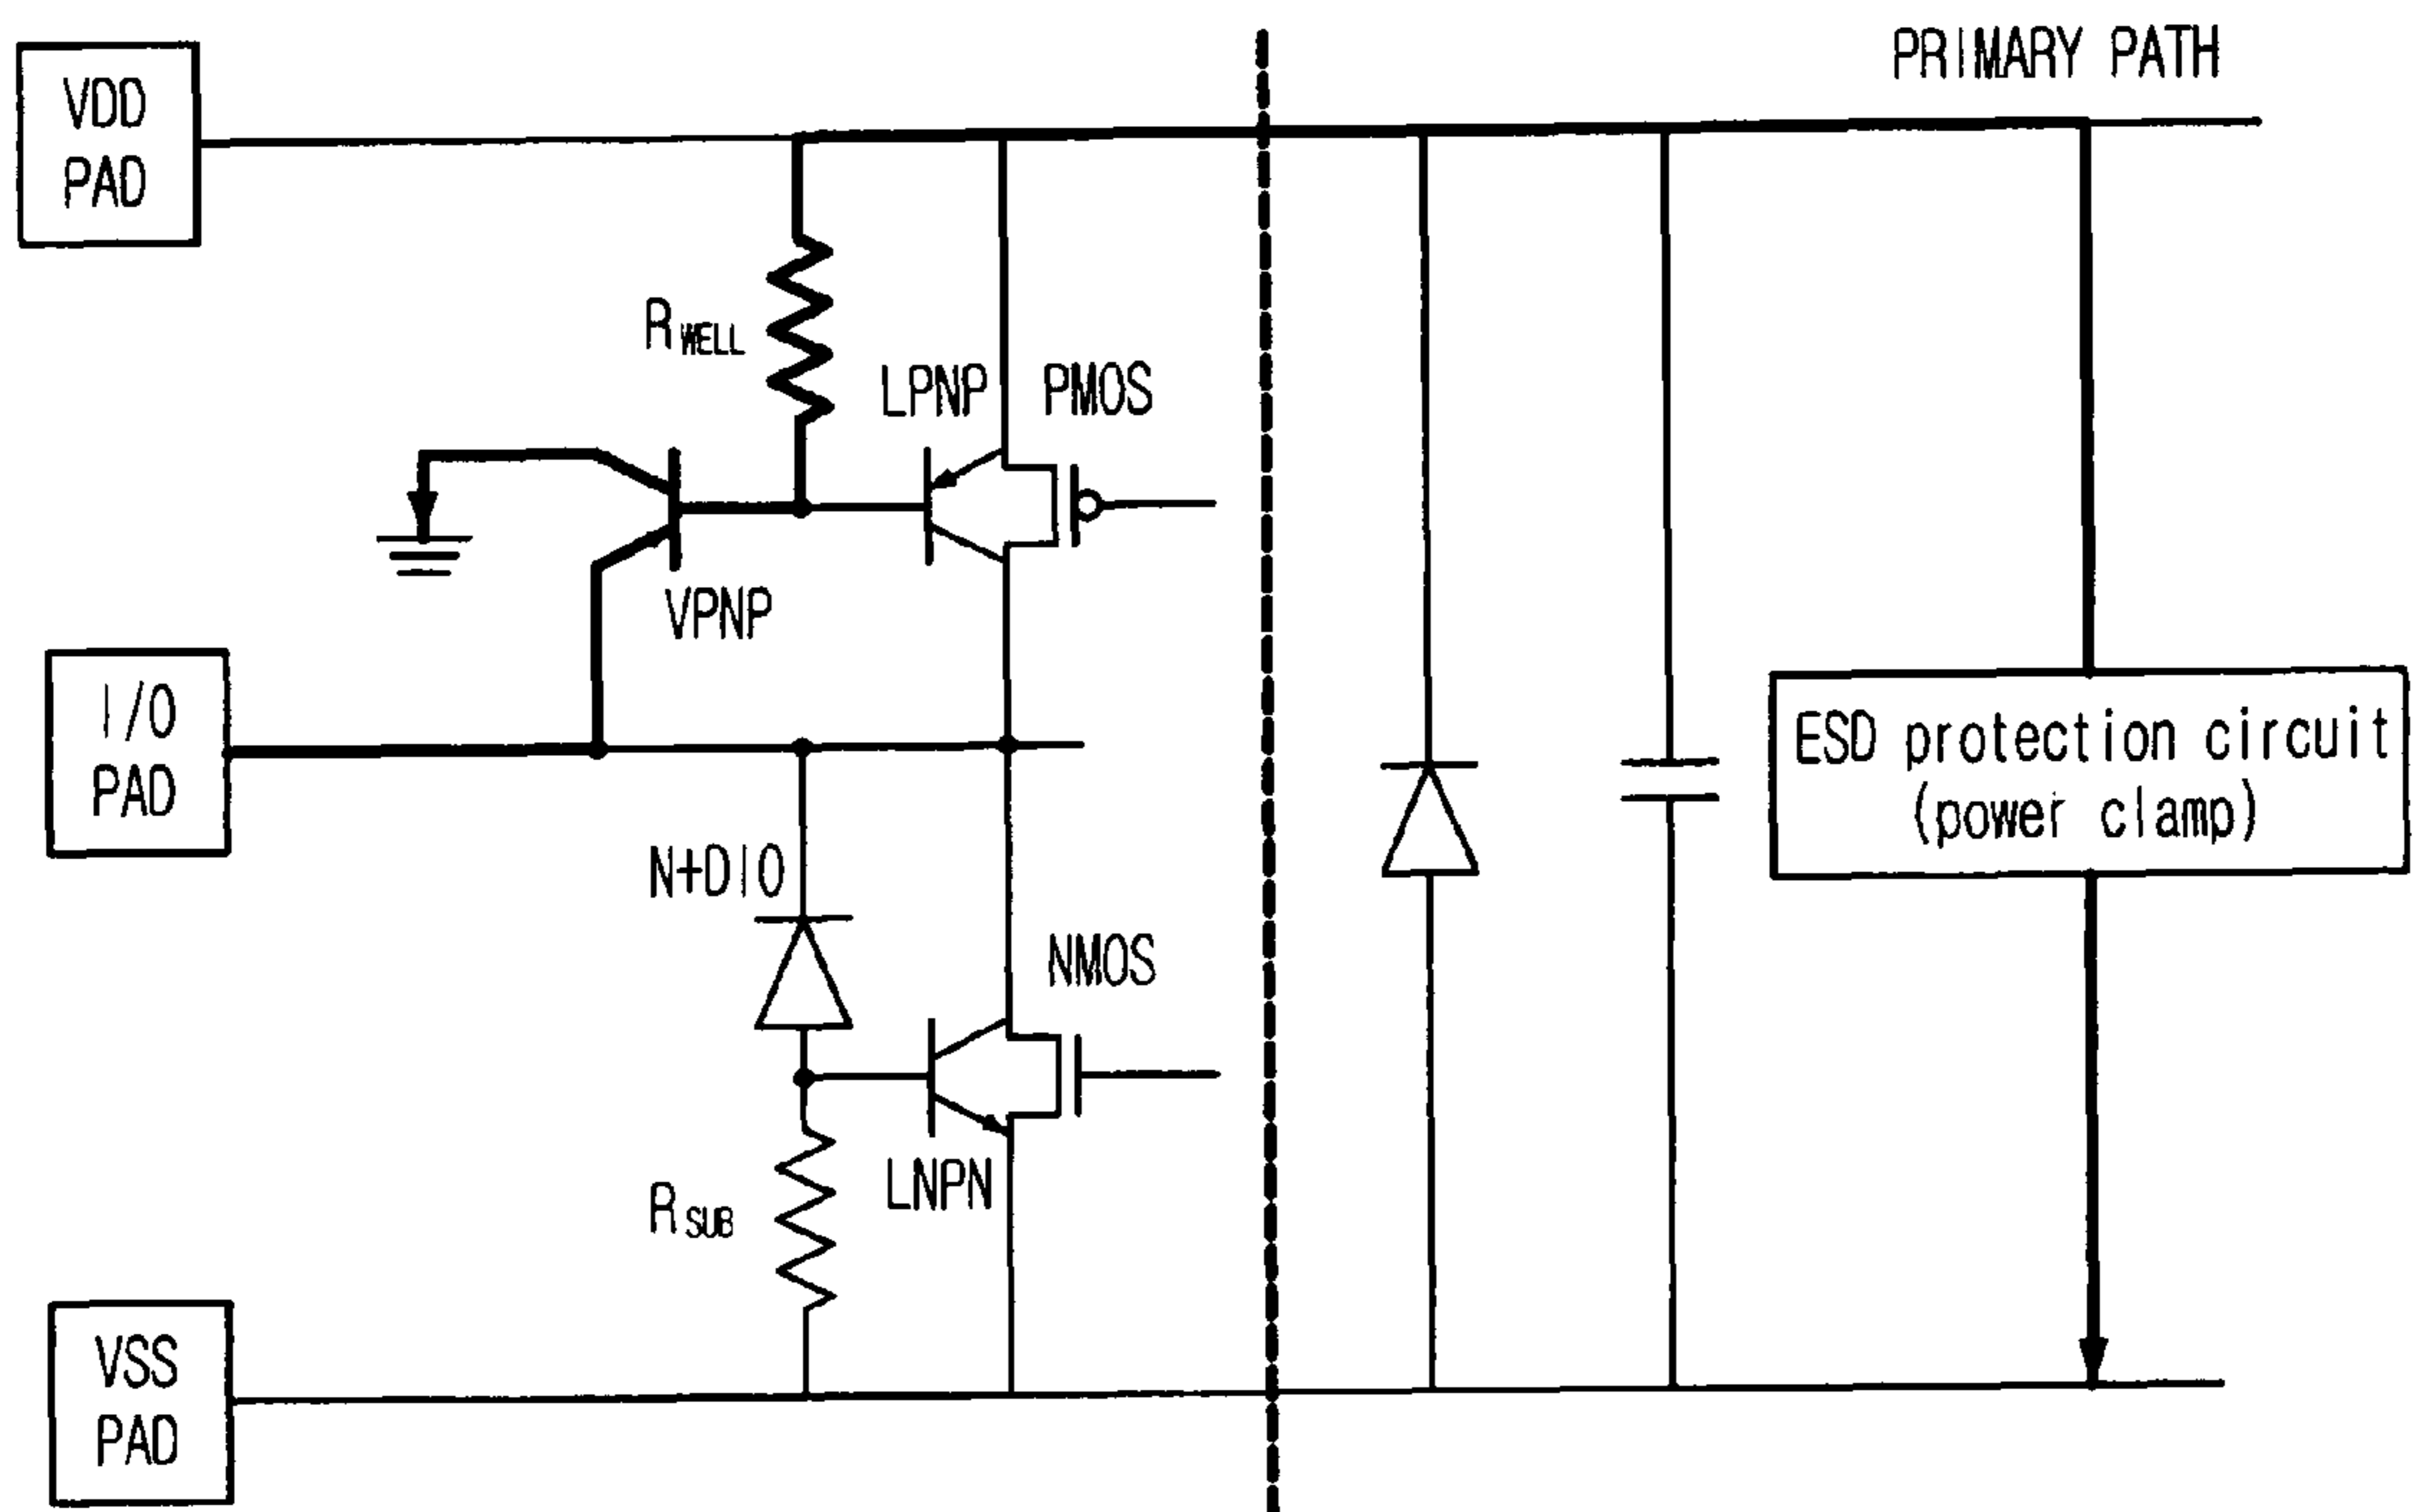 PRIMARY PATH
VDD
PAD
RWELL
LPNP
PMOS
VPNP
I/O
PAD
ESD protection circuit
(power clamp)
N+DIO
NMOS
LNPN
RSUB
VSS
PAD